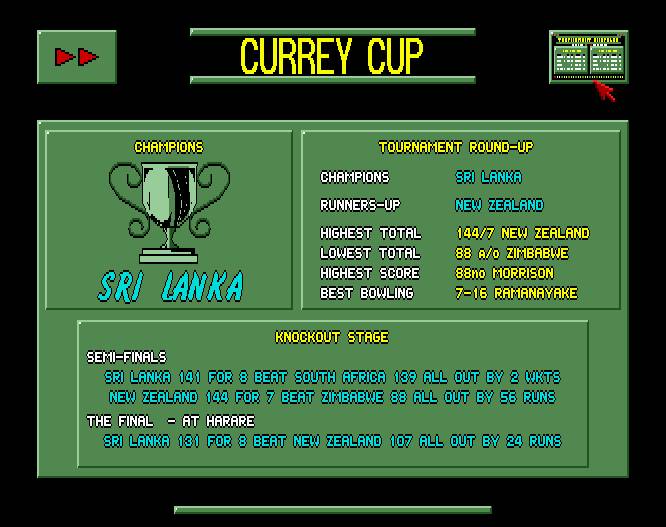 CURREY CUP
CHAMPIONS
SRI LANKA
TOURNAMENT ROUND-UP
CHAMPIONS SRI LANKA
RUNNERS-UP NEW ZEALAND
HIGHEST TOTAL 144/7 NEW ZEALAND
LOWEST TOTAL 88 A/O ZIMBABWE
HIGHEST SCORE 88no MORRISON
BEST BOWLING 7-16 RAMANAYAKE
KNOCKOUT STAGE
SEMI-FINALS
SRI LANKA 141 FOR 8 BEAT SOUTH AFRICA 139 ALL OUT BY 2 WKTS
NEW ZEALAND 144 FOR 7 BEAT ZIMBABWE 88 ALL OUT BY 56 RUNS
THE FINAL - AT HARARE
SRI LANKA 131 FOR 8 BEAT NEW ZEALAND 107 ALL OUT BY 24 RUNS